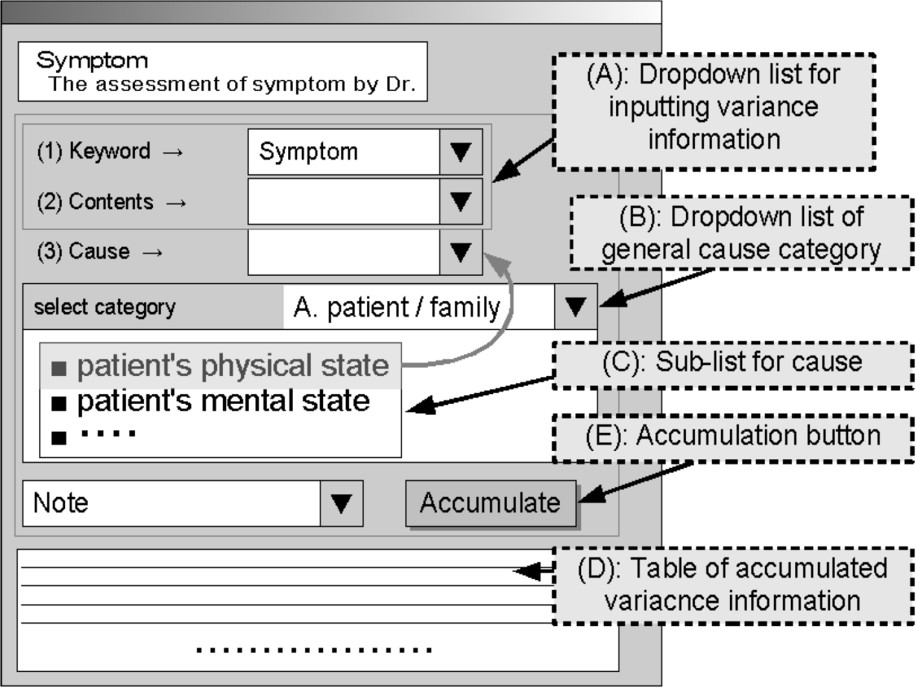 Symptom
The assessment of symptom by Dr.
(1) Keyword →
Symptom
(2) Contents →
(3) Cause →
select category
A. patient / family
■ patient's physical state
■ patient's mental state
■ ････
Note
Accumulate
..................
(A): Dropdown list for
inputting variance
information
(B): Dropdown list of
general cause category
(C): Sub-list for cause
(E): Accumulation button
(D): Table of accumulated
variacnce information